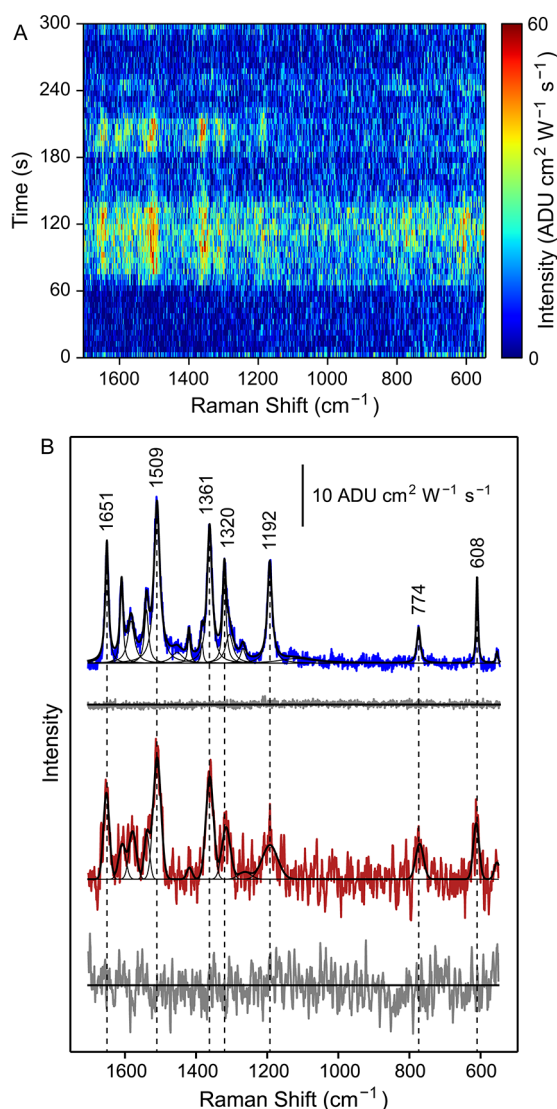 A
300
240
180
120
60
0
Time (s)
1600 1400 1200 1000 800 600
Raman Shift (cm⁻¹)
60
0
Intensity (ADU cm² W⁻¹ s⁻¹)
B
1651
1509
1361
1320
1192
774
608
10 ADU cm² W⁻¹ s⁻¹
Intensity
1600 1400 1200 1000 800 600
Raman Shift (cm⁻¹)